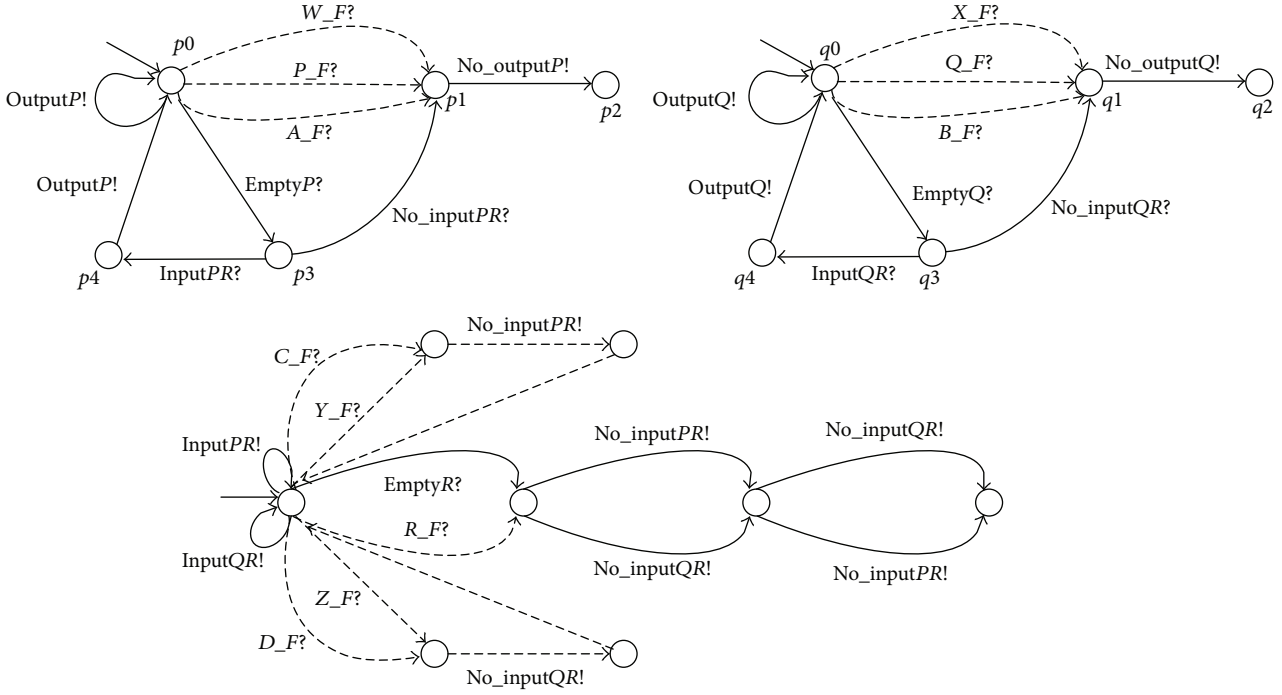 W_F?
p0
P_F?
No_outputP!
OutputP!
p1
p2
A_F?
OutputP!
EmptyP?
No_inputPR?
p4
InputPR?
p3
X_F?
q0
Q_F?
No_outputQ!
OutputQ!
q1
q2
B_F?
OutputQ!
EmptyQ?
No_inputQR?
q4
InputQR?
q3
No_inputPR!
C_F?
Y_F?
InputPR!
No_inputPR!
No_inputQR!
EmptyR?
R_F?
InputQR!
No_inputQR!
No_inputPR!
Z_F?
D_F?
No_inputQR!